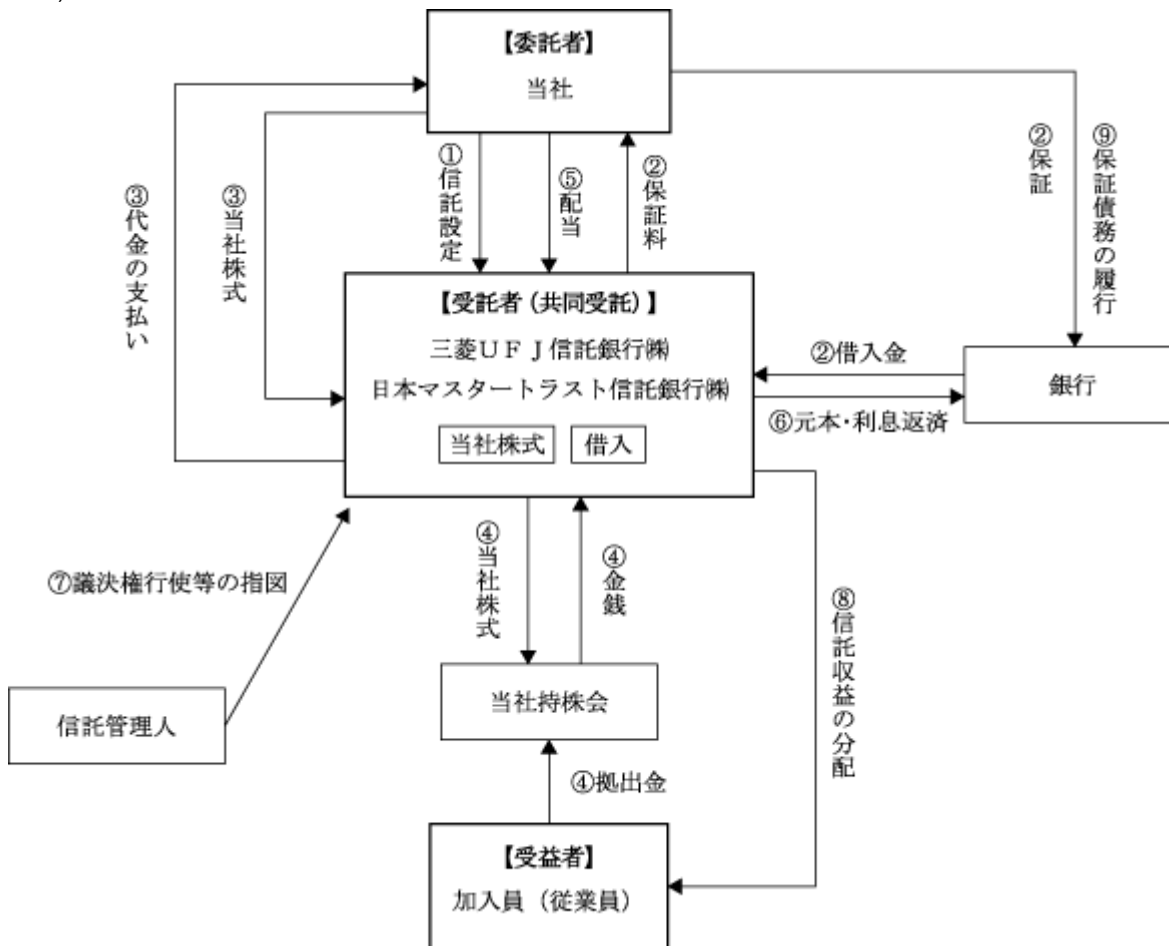 【委託者】
当社
①信託設定
⑤配当
②保証料
②保証
⑨保証債務の履行
③代金の支払い
③当社株式
【受託者（共同受託）】
三菱ＵＦＪ信託銀行㈱
日本マスタートラスト信託銀行㈱
当社株式
借入
②借入金
⑥元本・利息返済
銀行
⑦議決権行使等の指図
④当社株式
④金銭
⑧信託収益の分配
信託管理人
当社持株会
④拠出金
【受益者】
加入員（従業員）